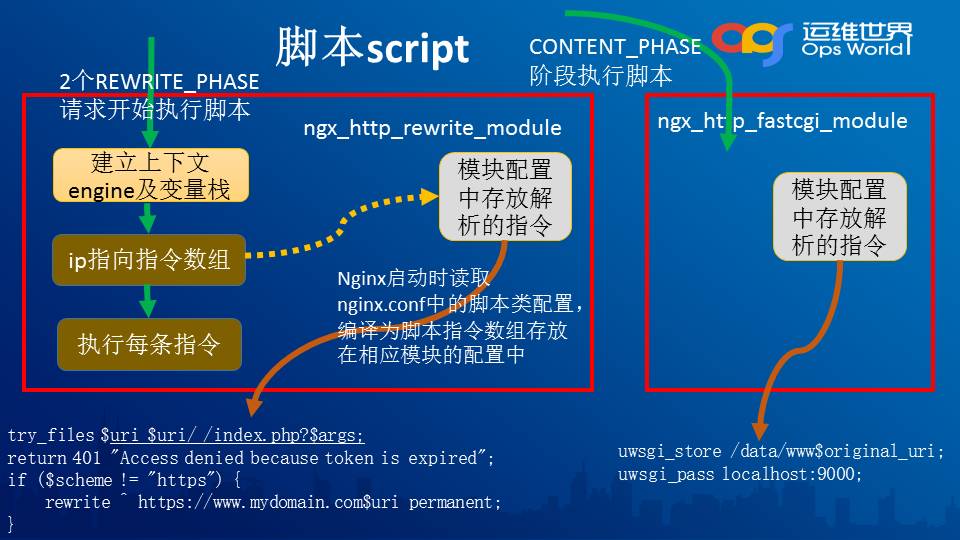 脚本script
运维世界
Ops World
2个REWRITE_PHASE
请求开始执行脚本
CONTENT_PHASE
阶段执行脚本
ngx_http_rewrite_module
建立上下文
engine及变量栈
ip指向指令数组
执行每条指令
模块配置
中存放解
析的指令
Nginx启动时读取
nginx.conf中的脚本类配置，
编译为脚本指令数组存放
在相应模块的配置中
ngx_http_fastcgi_module
模块配置
中存放解
析的指令
try_files $uri $uri/ /index.php?$args;
return 401 "Access denied because token is expired";
if ($scheme != "https") {
    rewrite ^ https://www.mydomain.com$uri permanent;
}
uwsgi_store /data/www$original_uri;
uwsgi_pass localhost:9000;